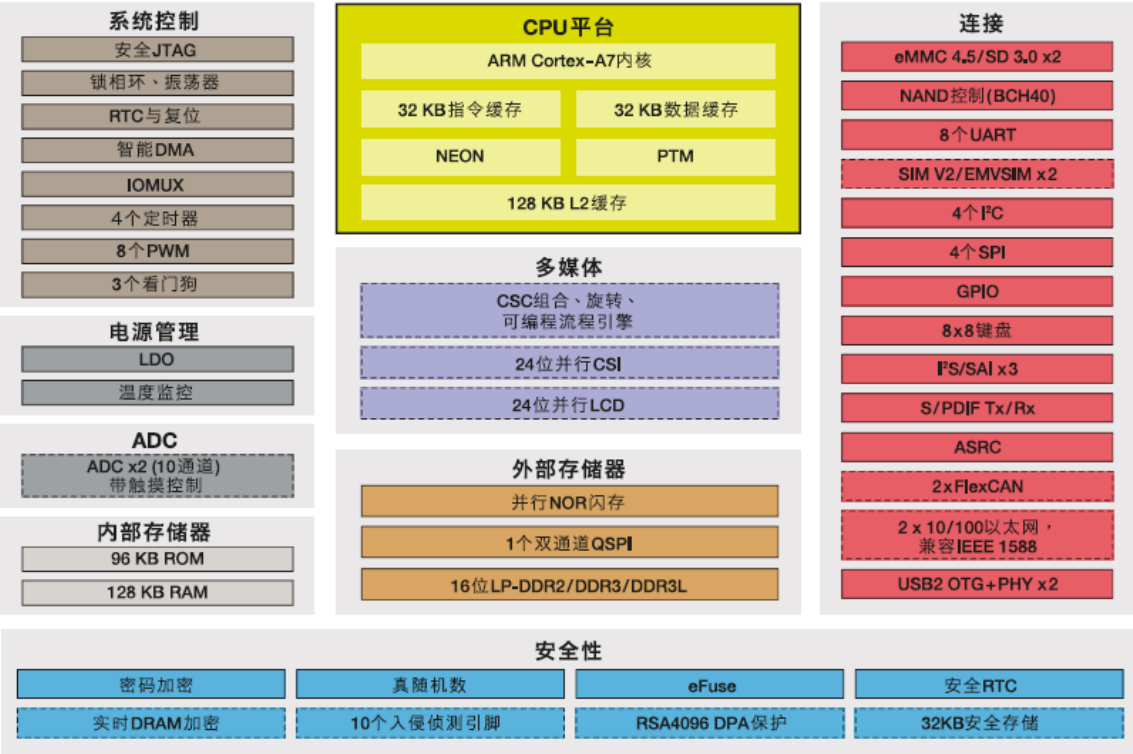 系统控制
安全JTAG
锁相环、振荡器
RTC与复位
智能DMA
IOMUX
4个定时器
8个PWM
3个看门狗
电源管理
LDO
温度监控
ADC
ADC x2 (10通道)
带触摸控制
内部存储器
96 KB ROM
128 KB RAM
CPU平台
ARM Cortex-A7内核
32 KB指令缓存
32 KB数据缓存
NEON
PTM
128 KB L2缓存
多媒体
CSC组合、旋转、
可编程流程引擎
24位并行CSI
24位并行LCD
外部存储器
并行NOR闪存
1个双通道QSPI
16位LP-DDR2/DDR3/DDR3L
连接
eMMC 4.5/SD 3.0 x2
NAND控制(BCH40)
8个UART
SIM V2/EMVSIM x2
4个I²C
4个SPI
GPIO
8x8键盘
I²S/SAI x3
S/PDIF Tx/Rx
ASRC
2xFlexCAN
2 x 10/100以太网，
兼容IEEE 1588
USB2 OTG+PHY x2
安全性
密码加密
真随机数
eFuse
安全RTC
实时DRAM加密
10个入侵侦测引脚
RSA4096 DPA保护
32KB安全存储